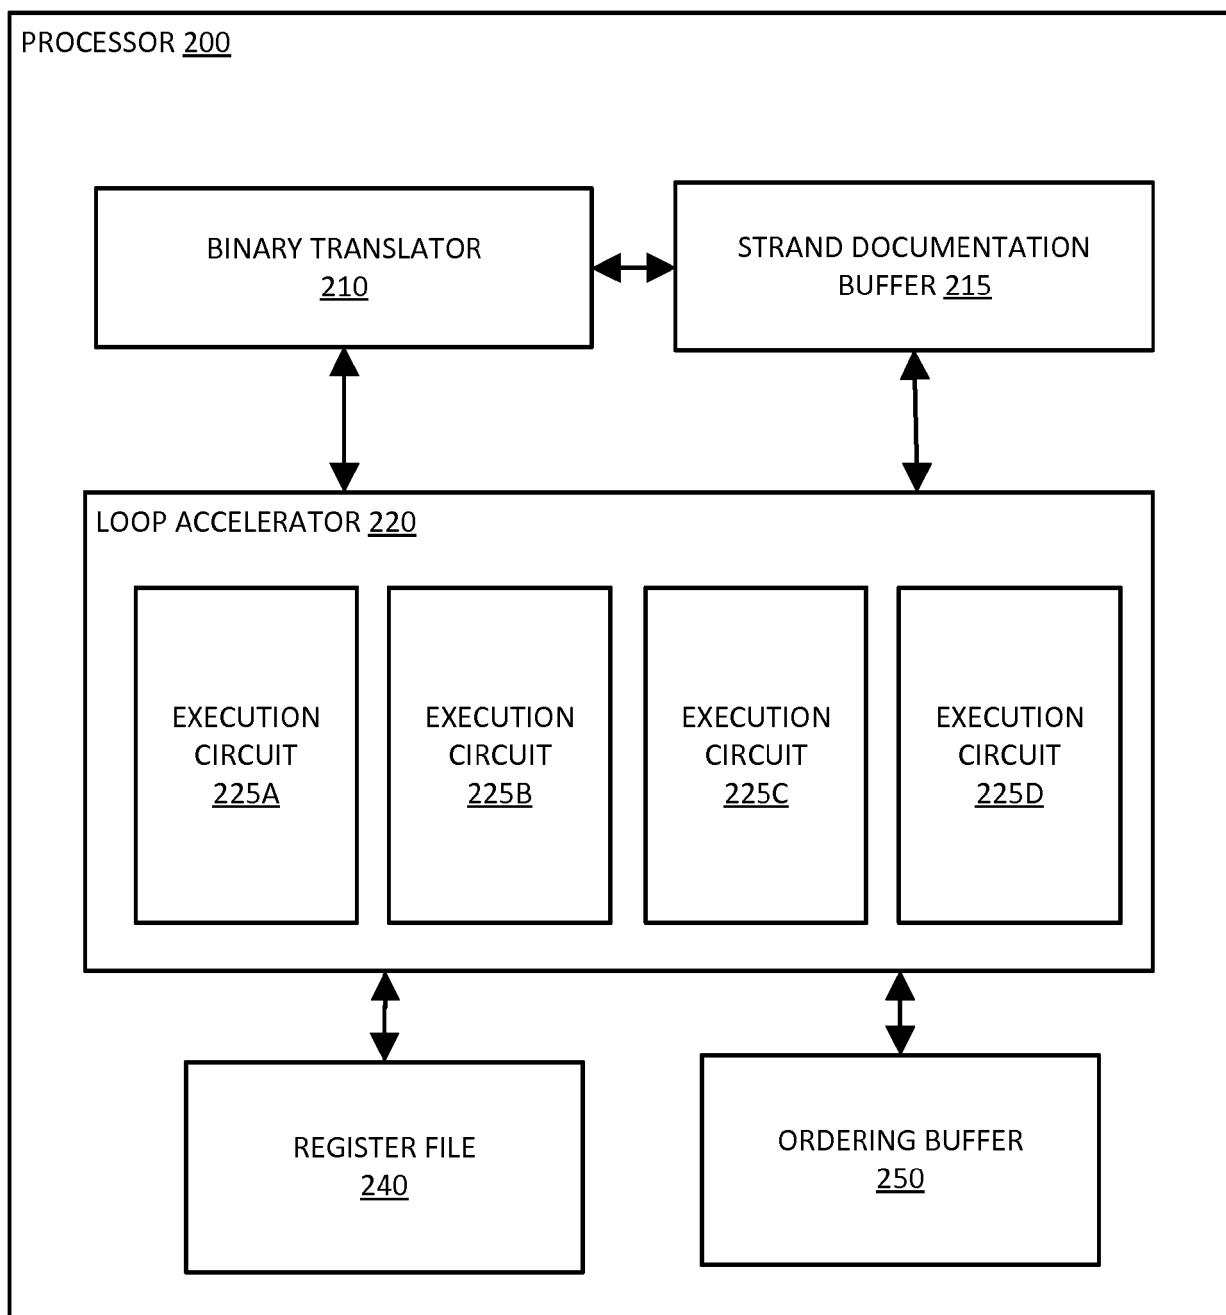 PROCESSOR 200
BINARY TRANSLATOR
210
STRAND DOCUMENTATION
BUFFER 215
LOOP ACCELERATOR 220
EXECUTION
CIRCUIT
225A
EXECUTION
CIRCUIT
225B
EXECUTION
CIRCUIT
225C
EXECUTION
CIRCUIT
225D
REGISTER FILE
240
ORDERING BUFFER
250